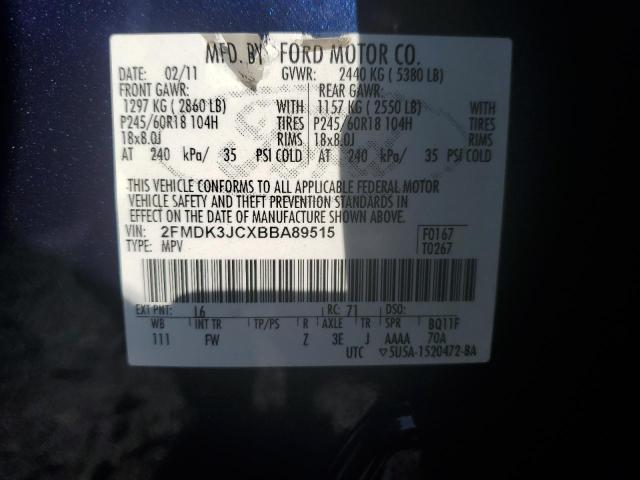 MFD. BY FORD MOTOR CO.
DATE: 02/11 GVWR: 2440 KG ( 5380 LB)
FRONT GAWR: REAR GAWR:
1297 KG ( 2860 LB) WITH 1157 KG ( 2550 LB) WITH
P245/60R18 104H TIRES P245/60R18 104H TIRES
18x8.0J RIMS 18x8.0J RIMS
AT 240 kPa/ 35 PSI COLD AT 240 kPa/ 35 PSI COLD
THIS VEHICLE CONFORMS TO ALL APPLICABLE FEDERAL MOTOR
VEHICLE SAFETY AND THEFT PREVENTION STANDARDS IN
EFFECT ON THE DATE OF MANUFACTURE SHOWN ABOVE.
VIN: 2FMDK3JCXBBA89515 F0167
TYPE: MPV T0267
EXT PNT: L6 RC: 71 DSO:
WB INT TR TP/PS R AXLE TR SPR BQ11F
111 FW Z 3E J AAAA 70A
UTC ▽5U5A-1520472-BA